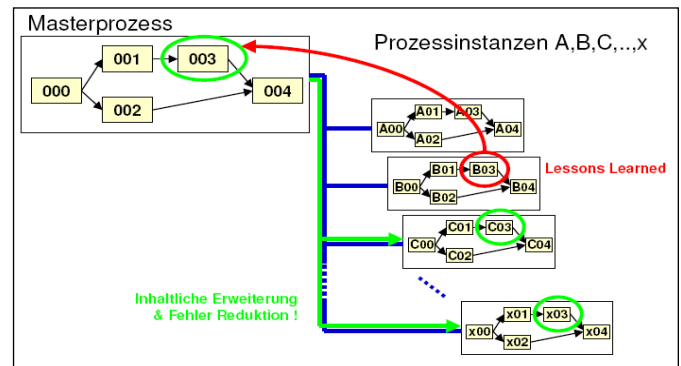 Masterprozess
Prozessinstanzen A,B,C,..,x
001
003
000
004
002
A01
A03
A00
A04
A02
B01
B03
Lessons Learned
B00
B04
B02
C01
C03
C00
C04
C02
Inhaltliche Erweiterung
& Fehler Reduktion !
x01
x03
x00
x04
x02